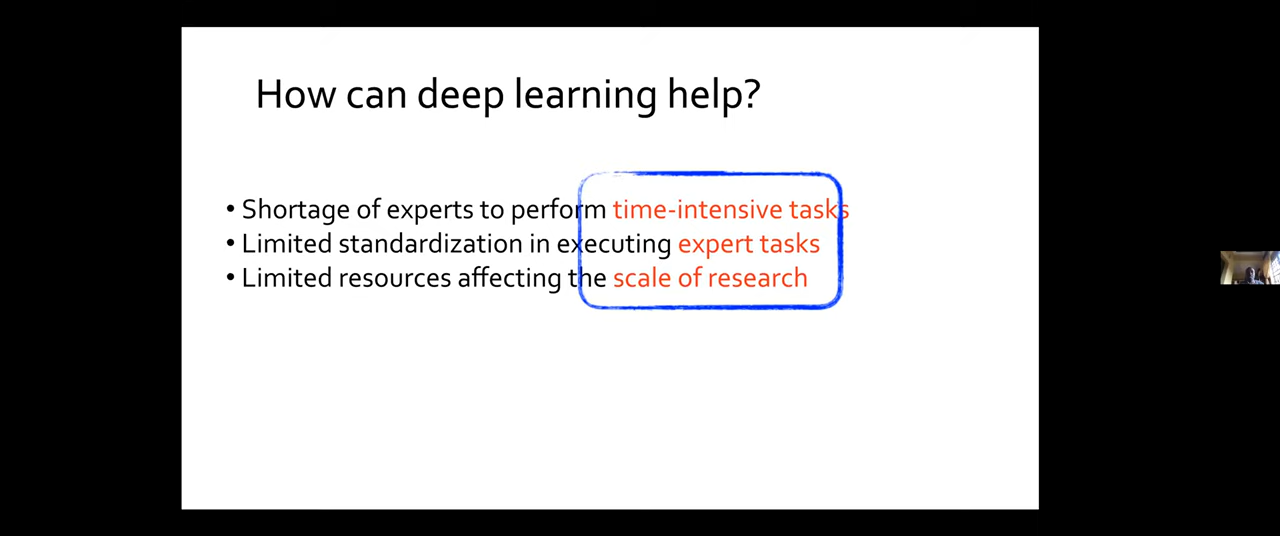 How can deep learning help?
• Shortage of experts to perform time-intensive tasks
• Limited standardization in executing expert tasks
• Limited resources affecting the scale of research